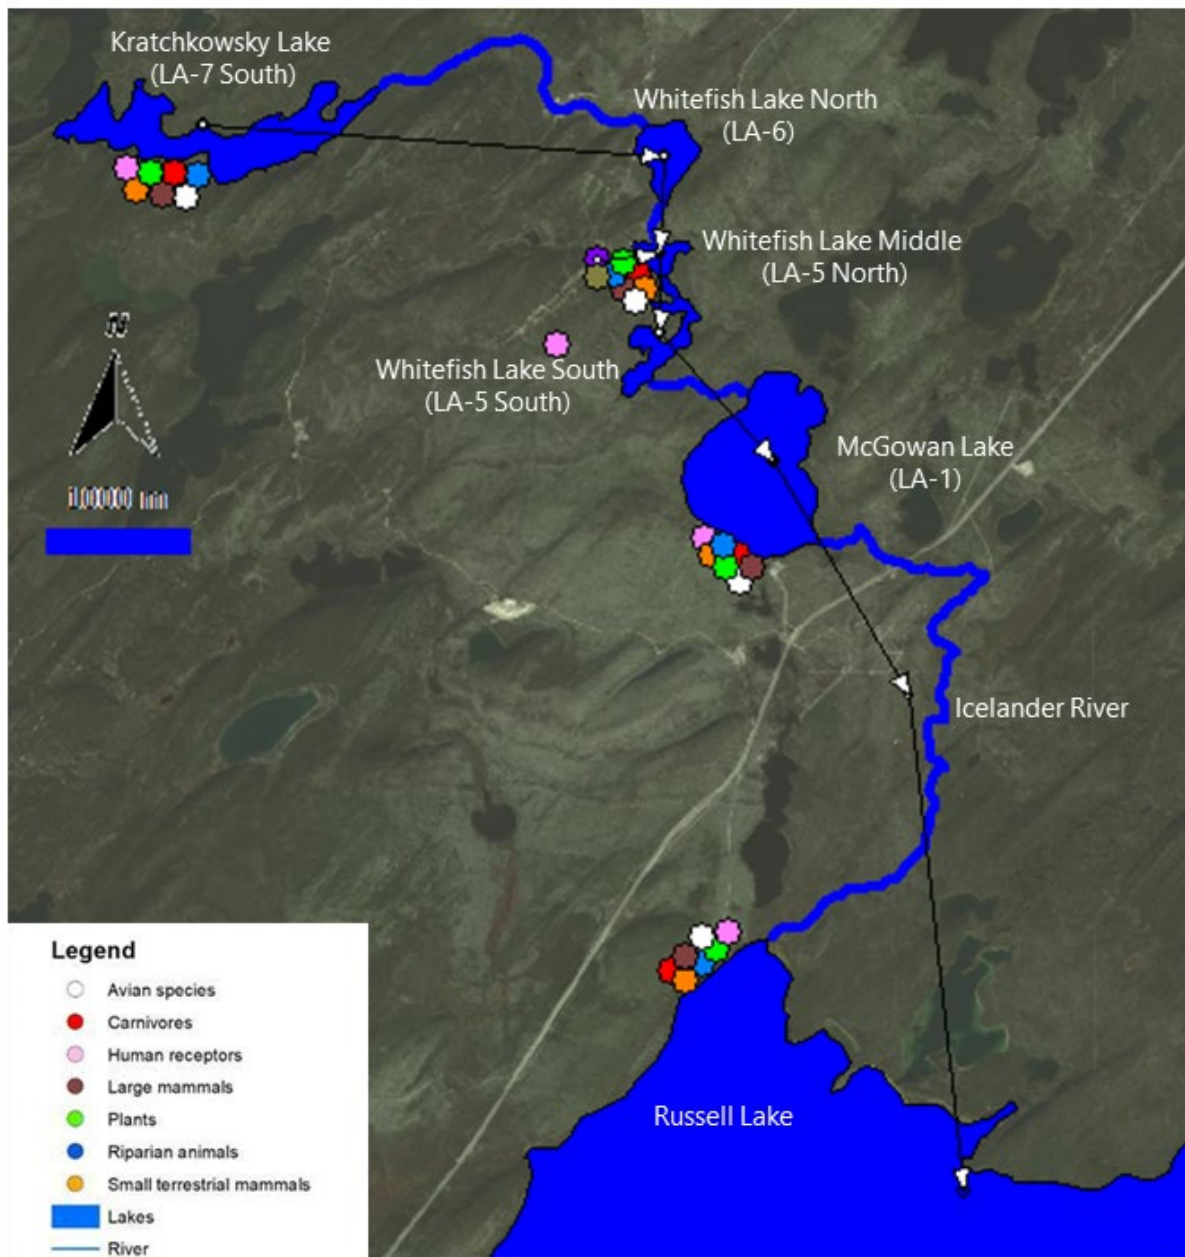 Kratchkowsky Lake
(LA-7 South)
Whitefish Lake North
(LA-6)
Whitefish Lake Middle
(LA-5 North)
Whitefish Lake South
(LA-5 South)
McGowan Lake
(LA-1)
N
Icelander River
Russell Lake
Legend
Avian species
Carnivores
Human receptors
Large mammals
Plants
Riparian animals
Small terrestrial mammals
Lakes
River